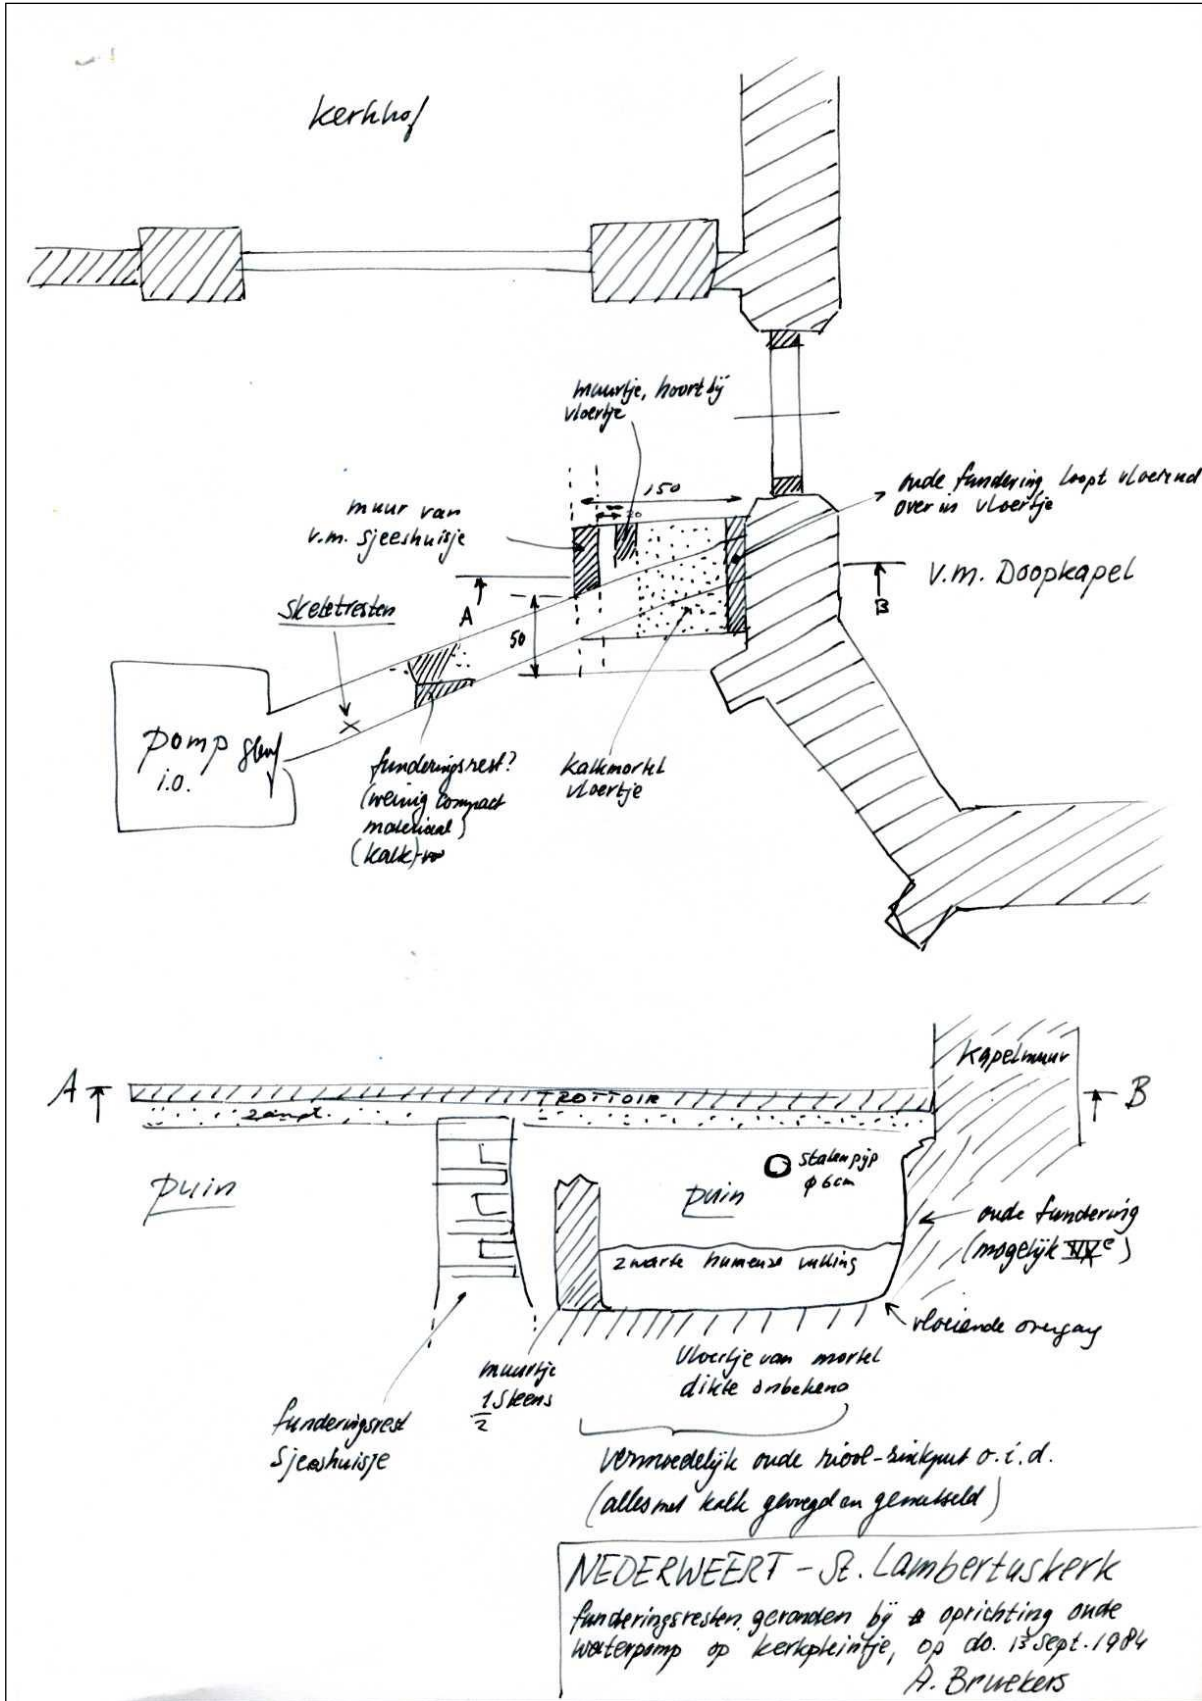 kerkhof
muurtje, hoort bij
vloertje
150
20
oude fundering loopt vloeiend
over in vloertje
muur van
v.m. sjeeshuisje
A
B
v.m. Doopkapel
skeletresten
50
pomp
i.o.
funderingsrest?
(weinig compact
materiaal)
(kalk)
kalkmortel
vloertje
Kapelmuur
A
B
TROTTOIR
zand
puin
stalen pijp
φ 6cm
puin
oude fundering
(mogelijk
zwarte humeuze vulling
vloeiende overgang
muurtje
1/2 steens
vloertje van mortel
dikte onbekend
funderingsrest
sjeeshuisje
vermoedelijk oude riool-zinkput o.i.d.
(alles met kalk gevoegd en gemetseld)
NEDERWEERT - St. Lambertuskerk
funderingsresten gevonden bij oprichting oude
waterpomp op kerkpleintje, op do. 13 sept. 1984
A. Bruekers